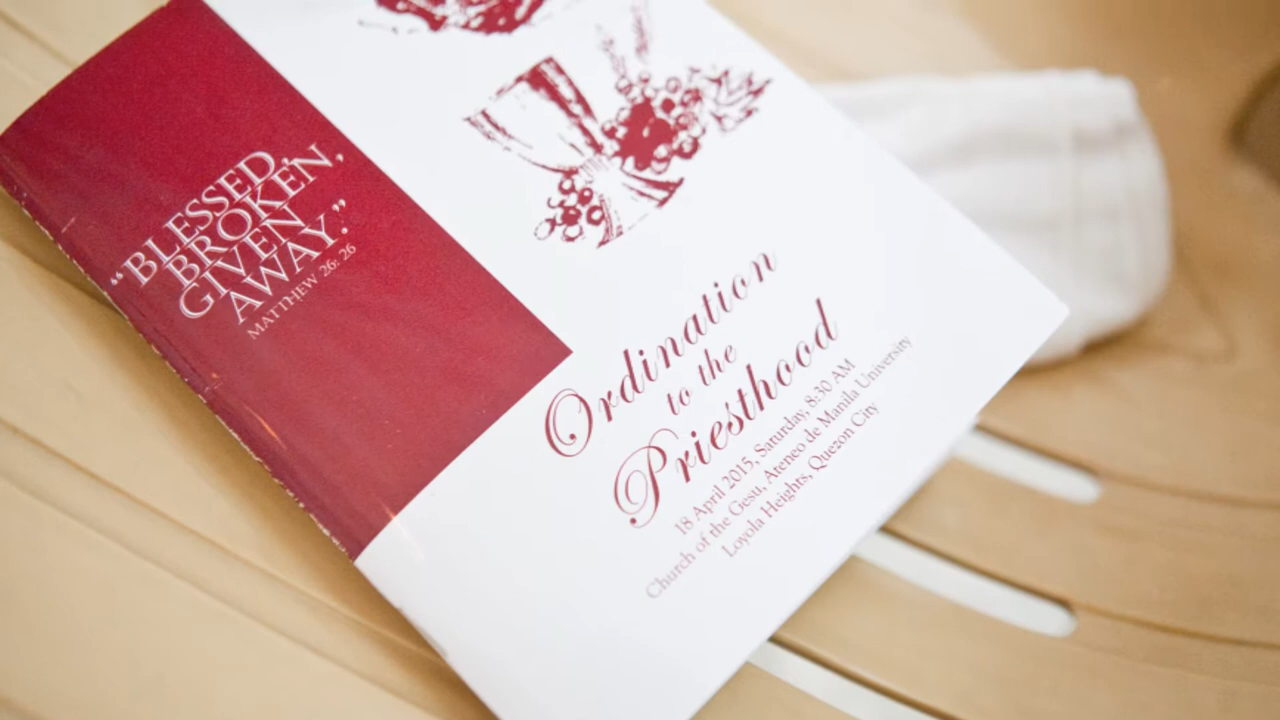 “BLESSED,
BROKEN,
GIVEN
AWAY.”
MATTHEW 26: 26
Ordination
to the
Priesthood
18 April 2015, Saturday, 8:30 AM
Church of the Gesu, Ateneo de Manila University
Loyola Heights, Quezon City